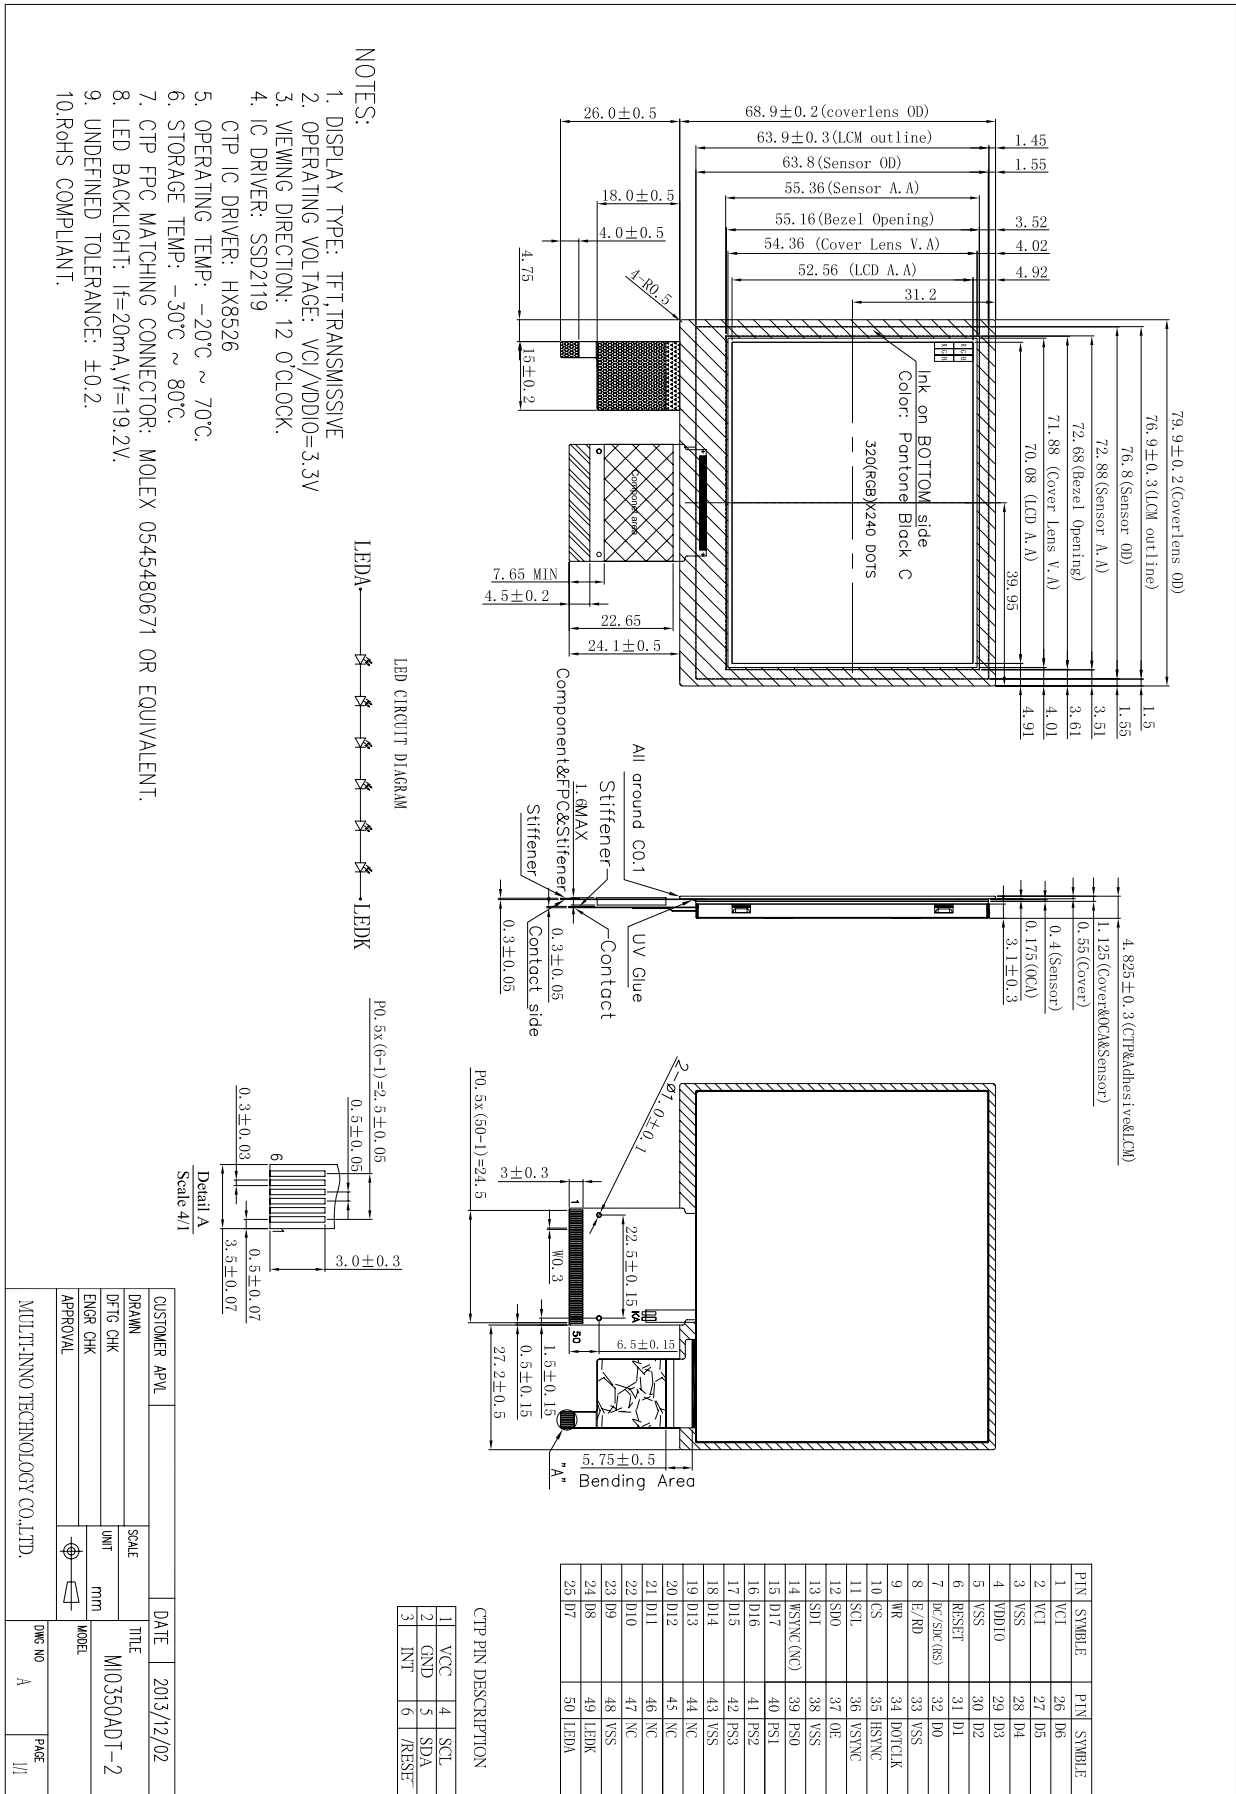 79.9±0.2(Coverlens OD)
76.9±0.3(LCM outline)
76.8(Sensor OD)
72.88(Sensor A.A)
72.68(Bezel Opening)
71.88 (Cover Lens V.A)
70.08 (LCD A.A)
39.95
1.5
1.55
3.51
3.61
4.01
4.91
68.9±0.2(coverlens OD)
63.9±0.3(LCM outline)
63.8(Sensor OD)
55.36(Sensor A.A)
55.16(Bezel Opening)
54.36 (Cover Lens V.A)
52.56 (LCD A.A)
31.2
1.45
1.55
3.52
4.02
4.92
26.0±0.5
18.0±0.5
4.0±0.5
4.75
4-R0.5
15±0.2
R G B
R G B
Ink on BOTTOM side
Color: Pantone Black C
320(RGB)X240 DOTS
Component area
7.65 MIN
4.5±0.2
22.65
24.1±0.5
4.825±0.3(CTP&Adhesive&LCM)
1.125(Cover&OCA&Sensor)
0.55(Cover)
0.4(Sensor)
0.175(OCA)
3.1±0.3
All around C0.1
Stiffener
1.6MAX
Component&FPC&Stifener
Stiffener
UV Glue
Contact
0.3±0.05
Contact side
0.3±0.05
2-Ø1.0±0.1
3±0.3
P0.5x(50-1)=24.5
1
W0.3
22.5±0.15
KA
50
6.5±0.15
1.5±0.15
0.5±0.15
27.2±0.5
"A"
5.75±0.5
Bending Area
NOTES:
1. DISPLAY TYPE: TFT,TRANSMISSIVE
2. OPERATING VOLTAGE: VCI/VDDIO=3.3V
3. VIEWING DIRECTION: 12 O'CLOCK.
4. IC DRIVER: SSD2119
CTP IC DRIVER: HX8526
5. OPERATING TEMP: -20°C ~ 70°C.
6. STORAGE TEMP: -30°C ~ 80°C.
7. CTP FPC MATCHING CONNECTOR: MOLEX 0545480671 OR EQUIVALENT.
8. LED BACKLIGHT: If=20mA,Vf=19.2V.
9. UNDEFINED TOLERANCE: ±0.2.
10.RoHS COMPLIANT.
LED CIRCUIT DIAGRAM
LEDA
LEDK
P0.5x(6-1)=2.5±0.05
0.5±0.05
0.3±0.03
6
1
3.0±0.3
0.5±0.07
3.5±0.07
Detail A
Scale 4/1
PIN SYMBLE PIN SYMBLE
1 VCI 26 D6
2 VCI 27 D5
3 VSS 28 D4
4 VDDIO 29 D3
5 VSS 30 D2
6 RESET 31 D1
7 DC/SDC(RS) 32 D0
8 E/RD 33 VSS
9 WR 34 DOTCLK
10 CS 35 HSYNC
11 SCL 36 VSYNC
12 SDO 37 OE
13 SDI 38 VSS
14 WSYNC(NC) 39 PS0
15 D17 40 PS1
16 D16 41 PS2
17 D15 42 PS3
18 D14 43 VSS
19 D13 44 NC
20 D12 45 NC
21 D11 46 NC
22 D10 47 NC
23 D9 48 VSS
24 D8 49 LEDK
25 D7 50 LEDA
CTP PIN DESCRIPTION
1 VCC 4 SCL
2 GND 5 SDA
3 INT 6 /RESET
CUSTOMER APVL
DATE 2013/12/02
DRAWN
DFTG CHK
ENGR CHK
APPROVAL
SCALE
UNIT mm
TITLE
MI0350ADT-2
MODEL
MULTI-INNO TECHNOLOGY CO.,LTD.
DWG NO A
PAGE 1/1